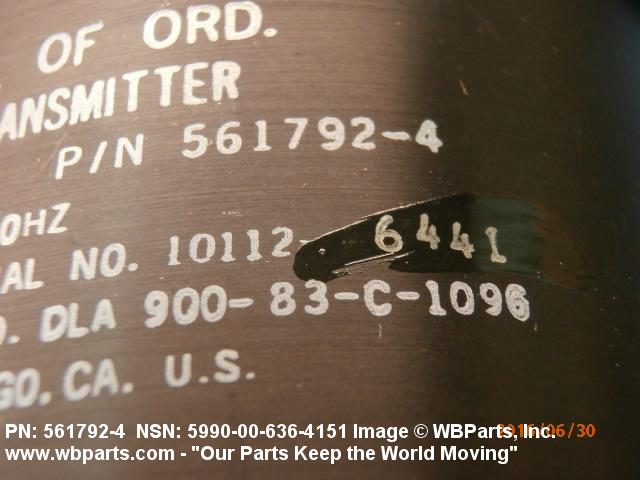 OF ORD.
ANSMITTER
P/N 561792-4
0HZ
AL NO. 10112- 6441
. DLA 900-83-C-1096
GO, CA. U.S.
PN: 561792-4 NSN: 5990-00-636-4151 Image © WBParts, Inc.
www.wbparts.com - "Our Parts Keep the World Moving"